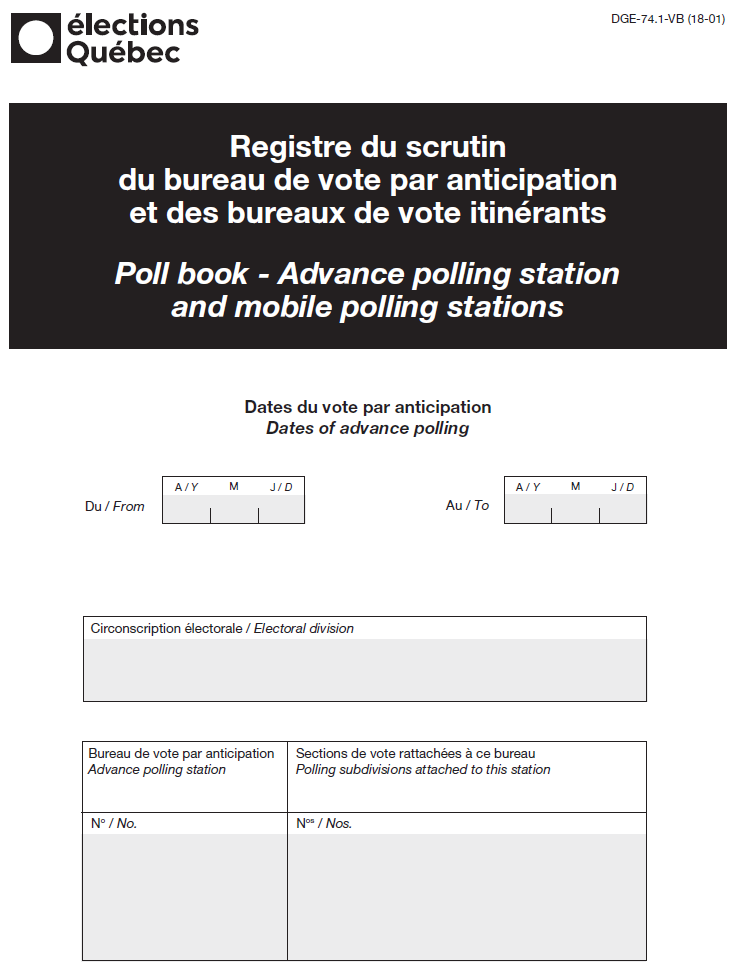 élections
Québec
DGE-74.1-VB (18-01)
Registre du scrutin
du bureau de vote par anticipation
et des bureaux de vote itinérants
Poll book - Advance polling station
and mobile polling stations
Dates du vote par anticipation
Dates of advance polling
Du / From
A / Y M J / D
Au / To
A / Y M J / D
Circonscription électorale / Electoral division
Bureau de vote par anticipation
Advance polling station
Sections de vote rattachées à ce bureau
Polling subdivisions attached to this station
Nº / No.
Nᵒˢ / Nos.